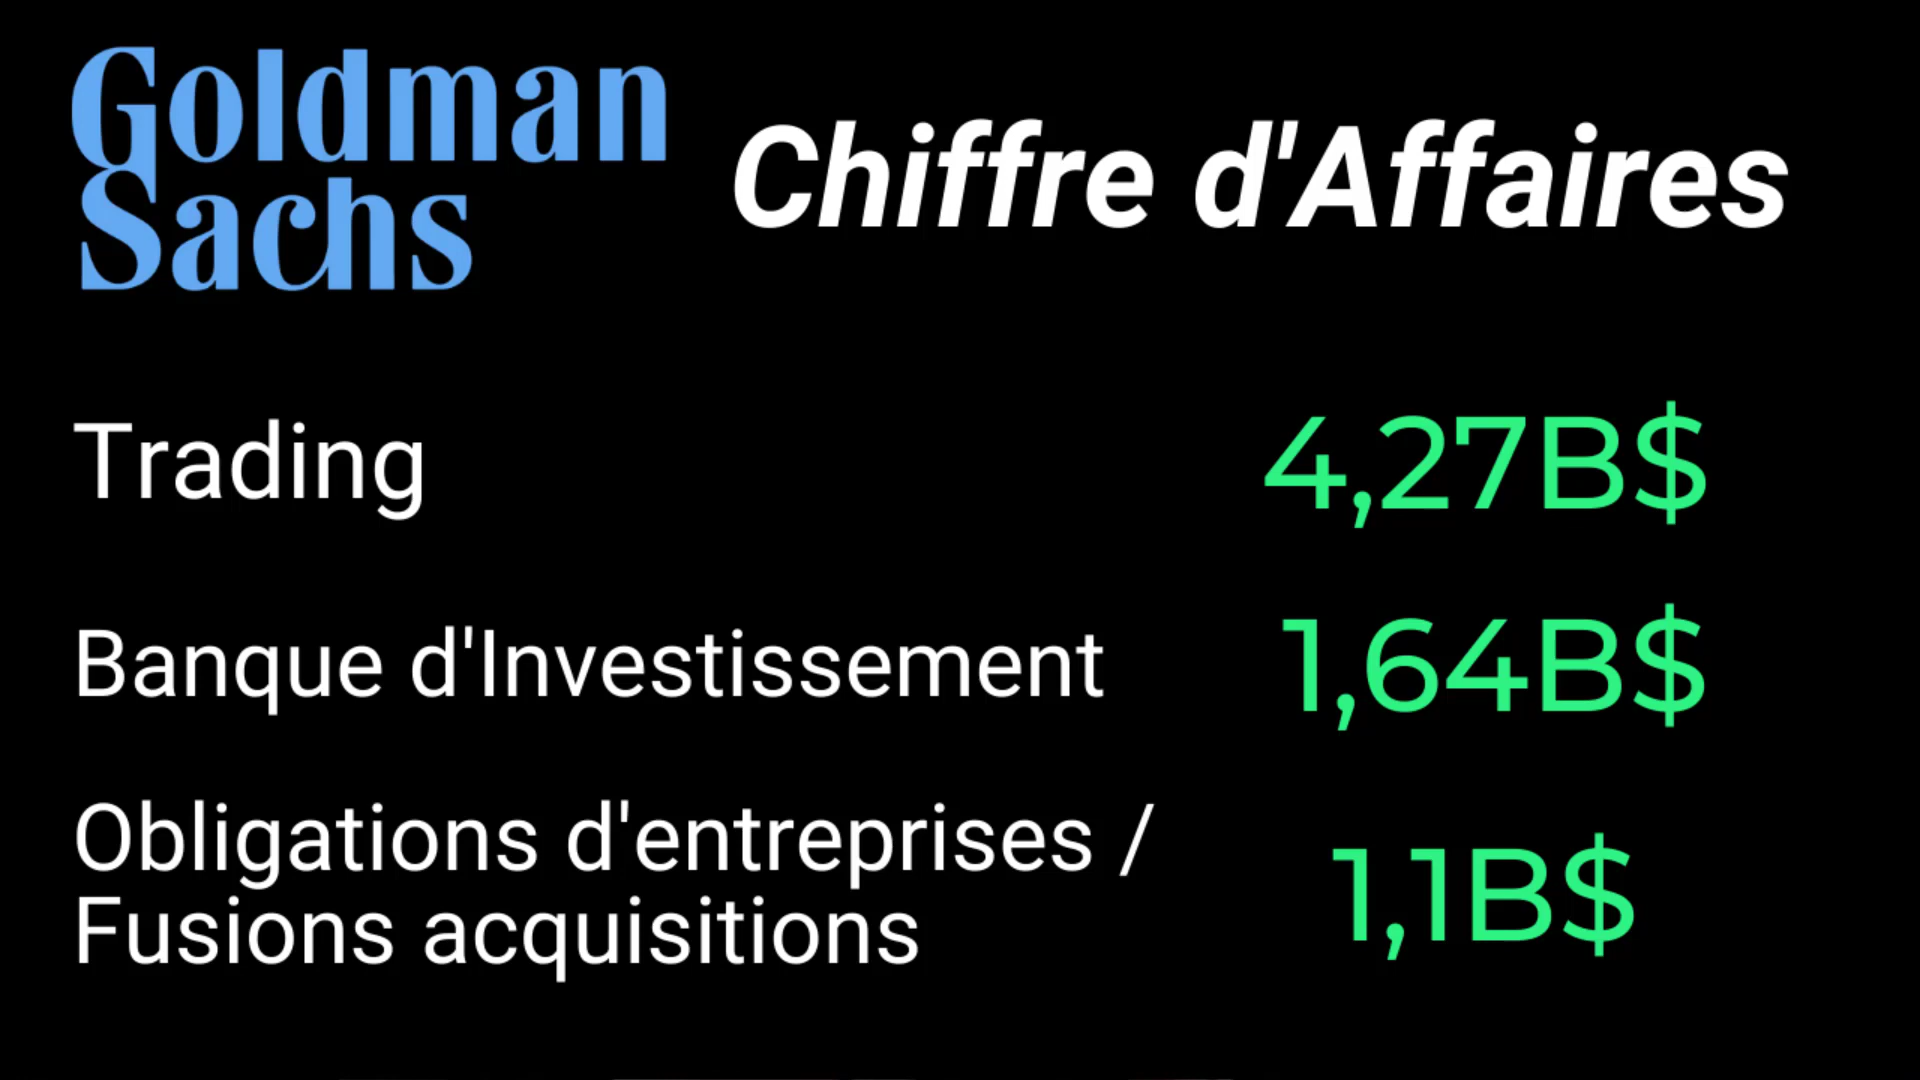 Goldman
Sachs
Chiffre d'Affaires
Trading
4,27B$
Banque d'Investissement
1,64B$
Obligations d'entreprises /
Fusions acquisitions
1,1B$